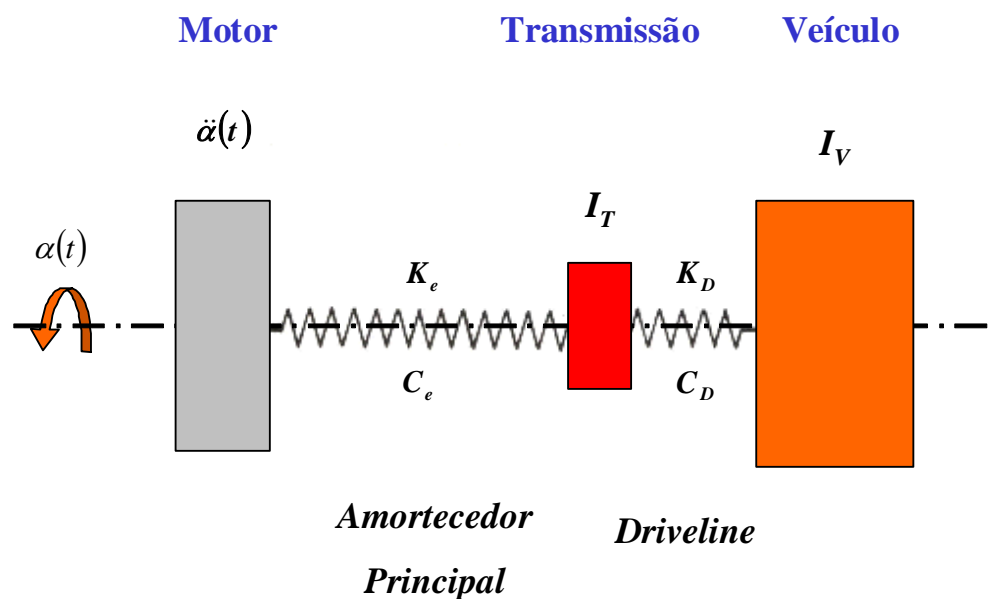 Motor Transmissão Veículo
α̈(t)
I_V
I_T
α(t)
K_e K_D
C_e C_D
Amortecedor
Principal
Driveline